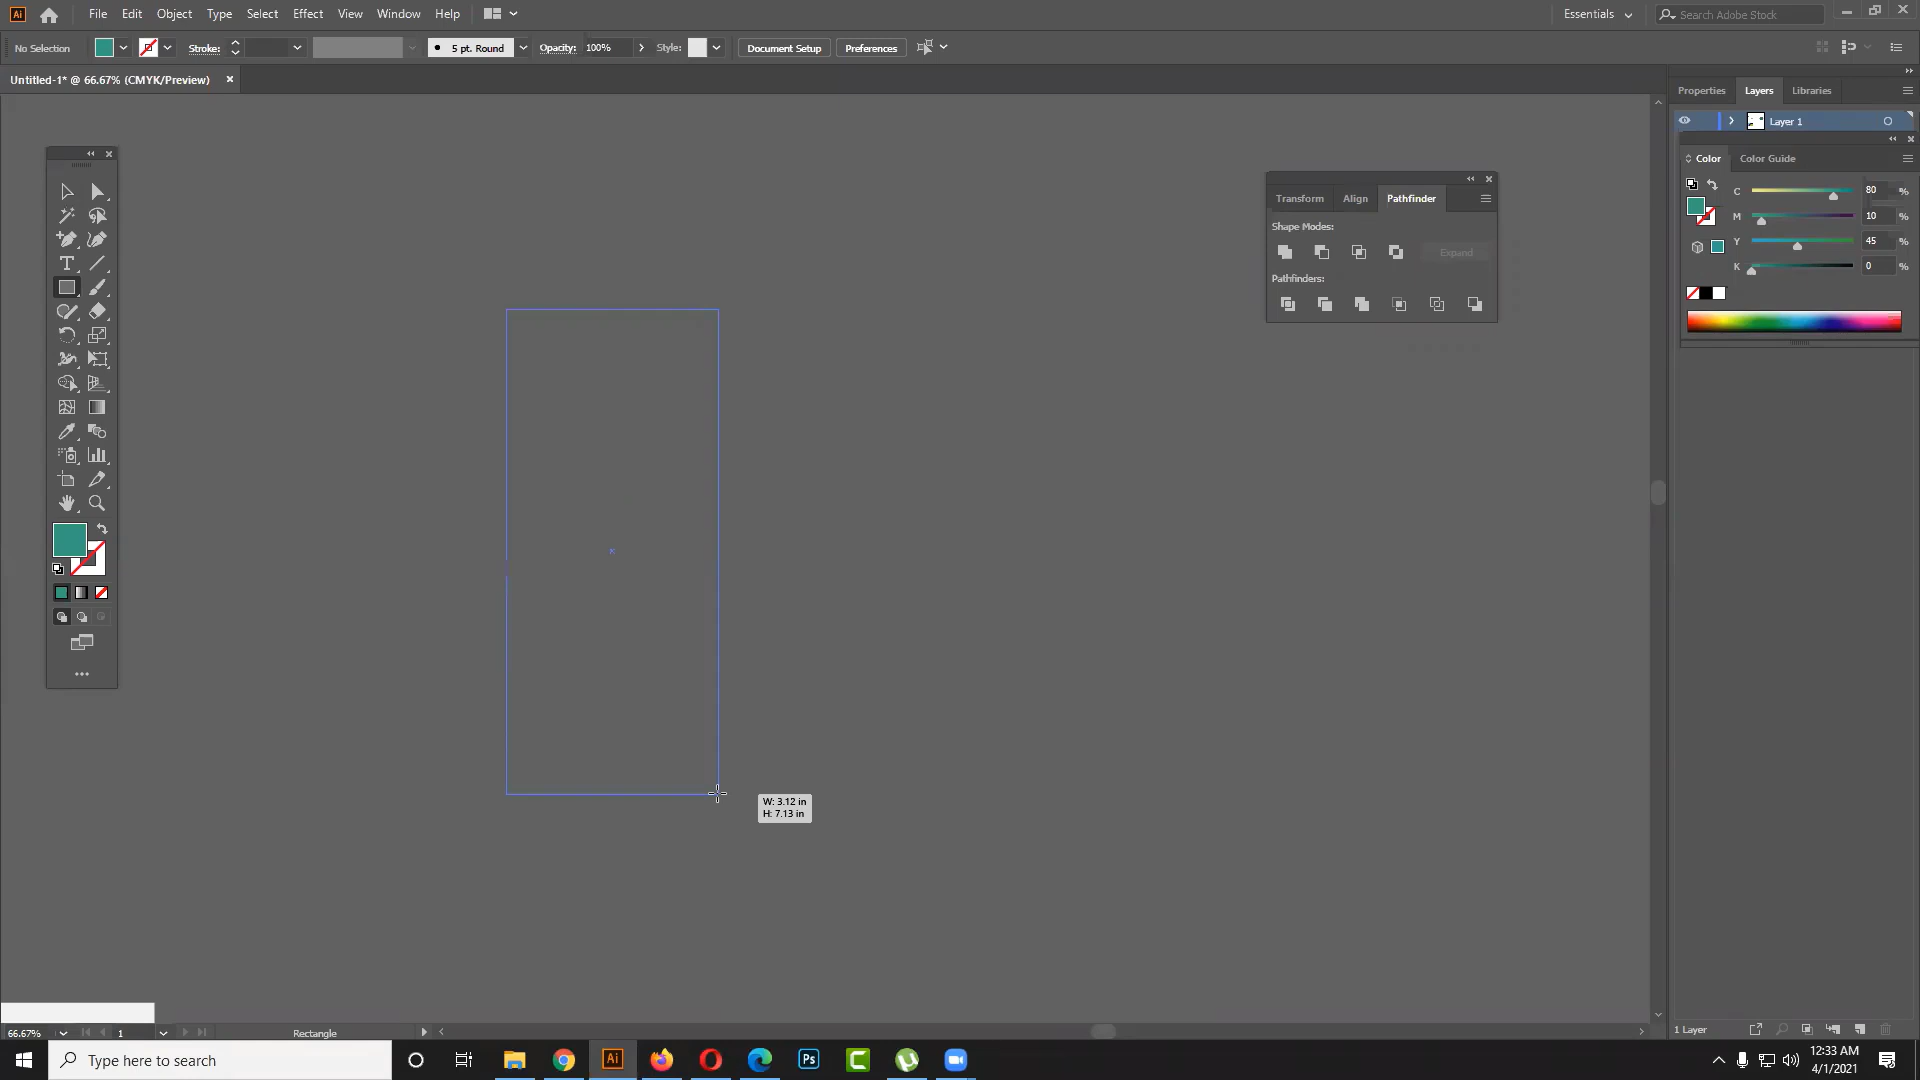 Ai File Edit Object Type Select Effect View Window Help Essentials Search Adobe Stock
No Selection Stroke: 5 pt. Round Opacity: 100% Style: Document Setup Preferences
Untitled-1* @ 66.67% (CMYK/Preview)
Properties Layers Libraries
Layer 1
Color Color Guide
C 80 %
M 10 %
Y 45 %
K 0 %
Transform Align Pathfinder
Shape Modes:
Expand
Pathfinders:
W: 3.12 in
H: 7.13 in
66.67% 1 Rectangle
1 Layer
Type here to search
Ai
Ps
12:33 AM
4/1/2021